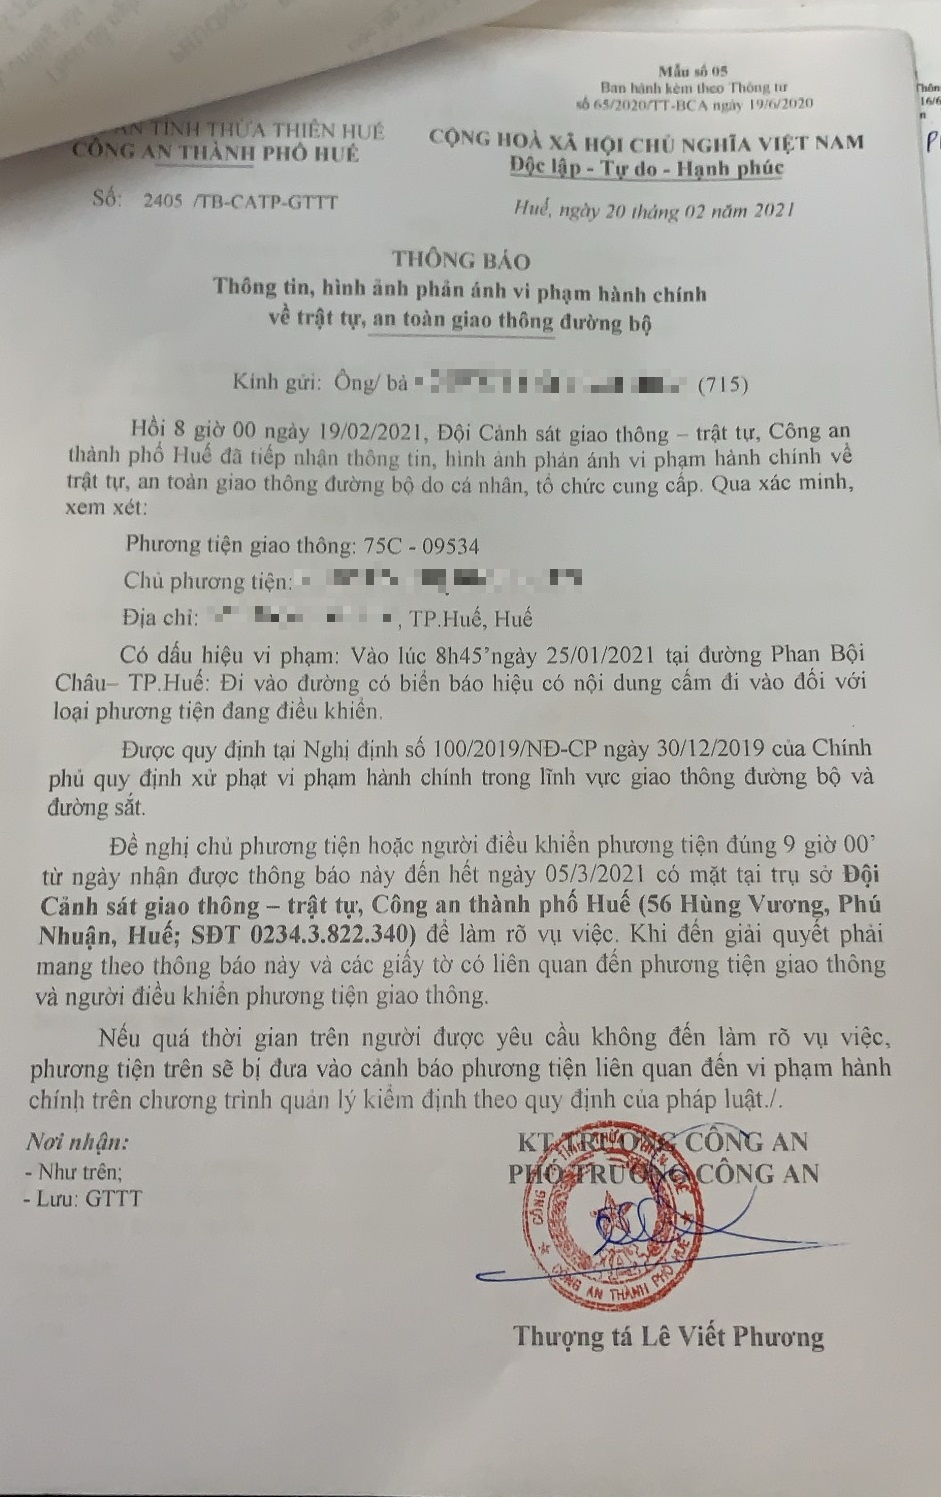 Mẫu số 05
Ban hành kèm theo Thông tư
số 65/2020/TT-BCA ngày 19/6/2020
AN TỈNH THỪA THIÊN HUẾ
CÔNG AN THÀNH PHỐ HUẾ
CỘNG HOÀ XÃ HỘI CHỦ NGHĨA VIỆT NAM
Độc lập - Tự do - Hạnh phúc
Số: 2405 /TB-CATP-GTTT
Huế, ngày 20 tháng 02 năm 2021
THÔNG BÁO
Thông tin, hình ảnh phản ánh vi phạm hành chính
về trật tự, an toàn giao thông đường bộ
Kính gửi: Ông/ bà (715)
Hồi 8 giờ 00 ngày 19/02/2021, Đội Cảnh sát giao thông – trật tự, Công an
thành phố Huế đã tiếp nhận thông tin, hình ảnh phản ánh vi phạm hành chính về
trật tự, an toàn giao thông đường bộ do cá nhân, tổ chức cung cấp. Qua xác minh,
xem xét:
Phương tiện giao thông: 75C - 09534
Chủ phương tiện:
Địa chỉ: , TP.Huế, Huế
Có dấu hiệu vi phạm: Vào lúc 8h45’ngày 25/01/2021 tại đường Phan Bội
Châu– TP.Huế: Đi vào đường có biển báo hiệu có nội dung cấm đi vào đối với
loại phương tiện đang điều khiển.
Được quy định tại Nghị định số 100/2019/NĐ-CP ngày 30/12/2019 của Chính
phủ quy định xử phạt vi phạm hành chính trong lĩnh vực giao thông đường bộ và
đường sắt.
Đề nghị chủ phương tiện hoặc người điều khiển phương tiện đúng 9 giờ 00’
từ ngày nhận được thông báo này đến hết ngày 05/3/2021 có mặt tại trụ sở Đội
Cảnh sát giao thông – trật tự, Công an thành phố Huế (56 Hùng Vương, Phú
Nhuận, Huế; SĐT 0234.3.822.340) để làm rõ vụ việc. Khi đến giải quyết phải
mang theo thông báo này và các giấy tờ có liên quan đến phương tiện giao thông
và người điều khiển phương tiện giao thông.
Nếu quá thời gian trên người được yêu cầu không đến làm rõ vụ việc,
phương tiện trên sẽ bị đưa vào cảnh báo phương tiện liên quan đến vi phạm hành
chính trên chương trình quản lý kiểm định theo quy định của pháp luật./.
Nơi nhận:
- Như trên;
- Lưu: GTTT
KT TRƯỞNG CÔNG AN
PHÓ TRƯỞNG CÔNG AN
CÔNG AN THÀNH PHỐ HUẾ
Thượng tá Lê Viết Phương